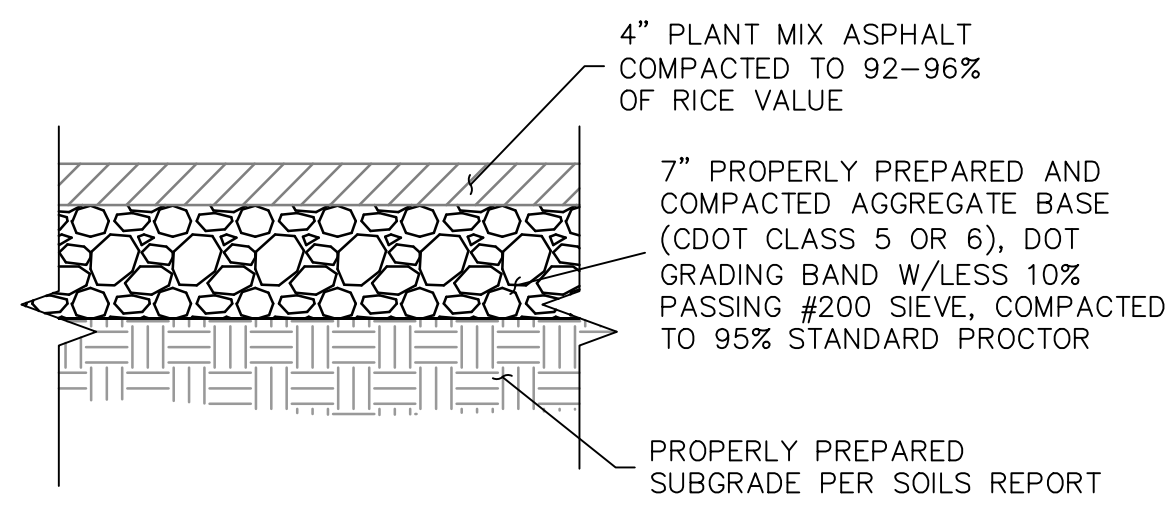 4" PLANT MIX ASPHALT
COMPACTED TO 92-96%
OF RICE VALUE
7" PROPERLY PREPARED AND
COMPACTED AGGREGATE BASE
(CDOT CLASS 5 OR 6), DOT
GRADING BAND W/LESS 10%
PASSING #200 SIEVE, COMPACTED
TO 95% STANDARD PROCTOR
PROPERLY PREPARED
SUBGRADE PER SOILS REPORT